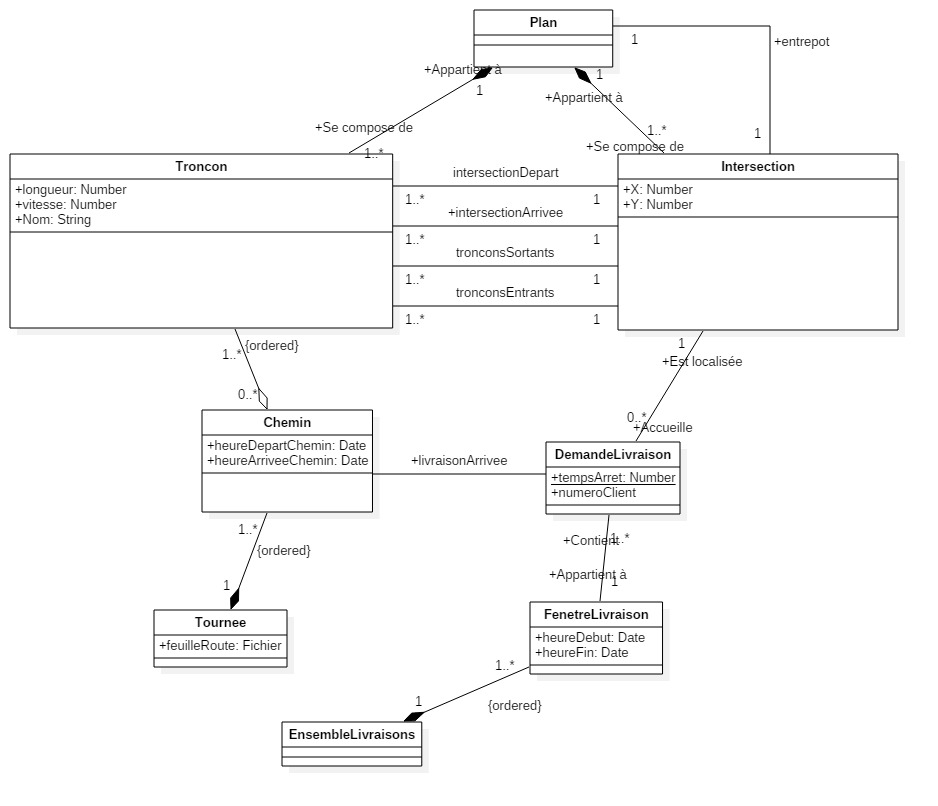 Plan
1
+entrepot
+Appartient à
1
1
+Appartient à
+Se compose de
1..*
1..*
+Se compose de
1
Troncon
+longueur: Number
+vitesse: Number
+Nom: String
Intersection
+X: Number
+Y: Number
intersectionDepart
1..*
1
+intersectionArrivee
1..*
1
tronconsSortants
1..*
1
tronconsEntrants
1..*
1
{ordered}
1..*
0..*
1
+Est localisée
0..*
+Accueille
Chemin
+heureDepartChemin: Date
+heureArriveeChemin: Date
+livraisonArrivee
DemandeLivraison
+tempsArret: Number
+numeroClient
1..*
{ordered}
1
+Contient
1..*
+Appartient à
1
Tournee
+feuilleRoute: Fichier
FenetreLivraison
+heureDebut: Date
+heureFin: Date
1..*
1
{ordered}
EnsembleLivraisons